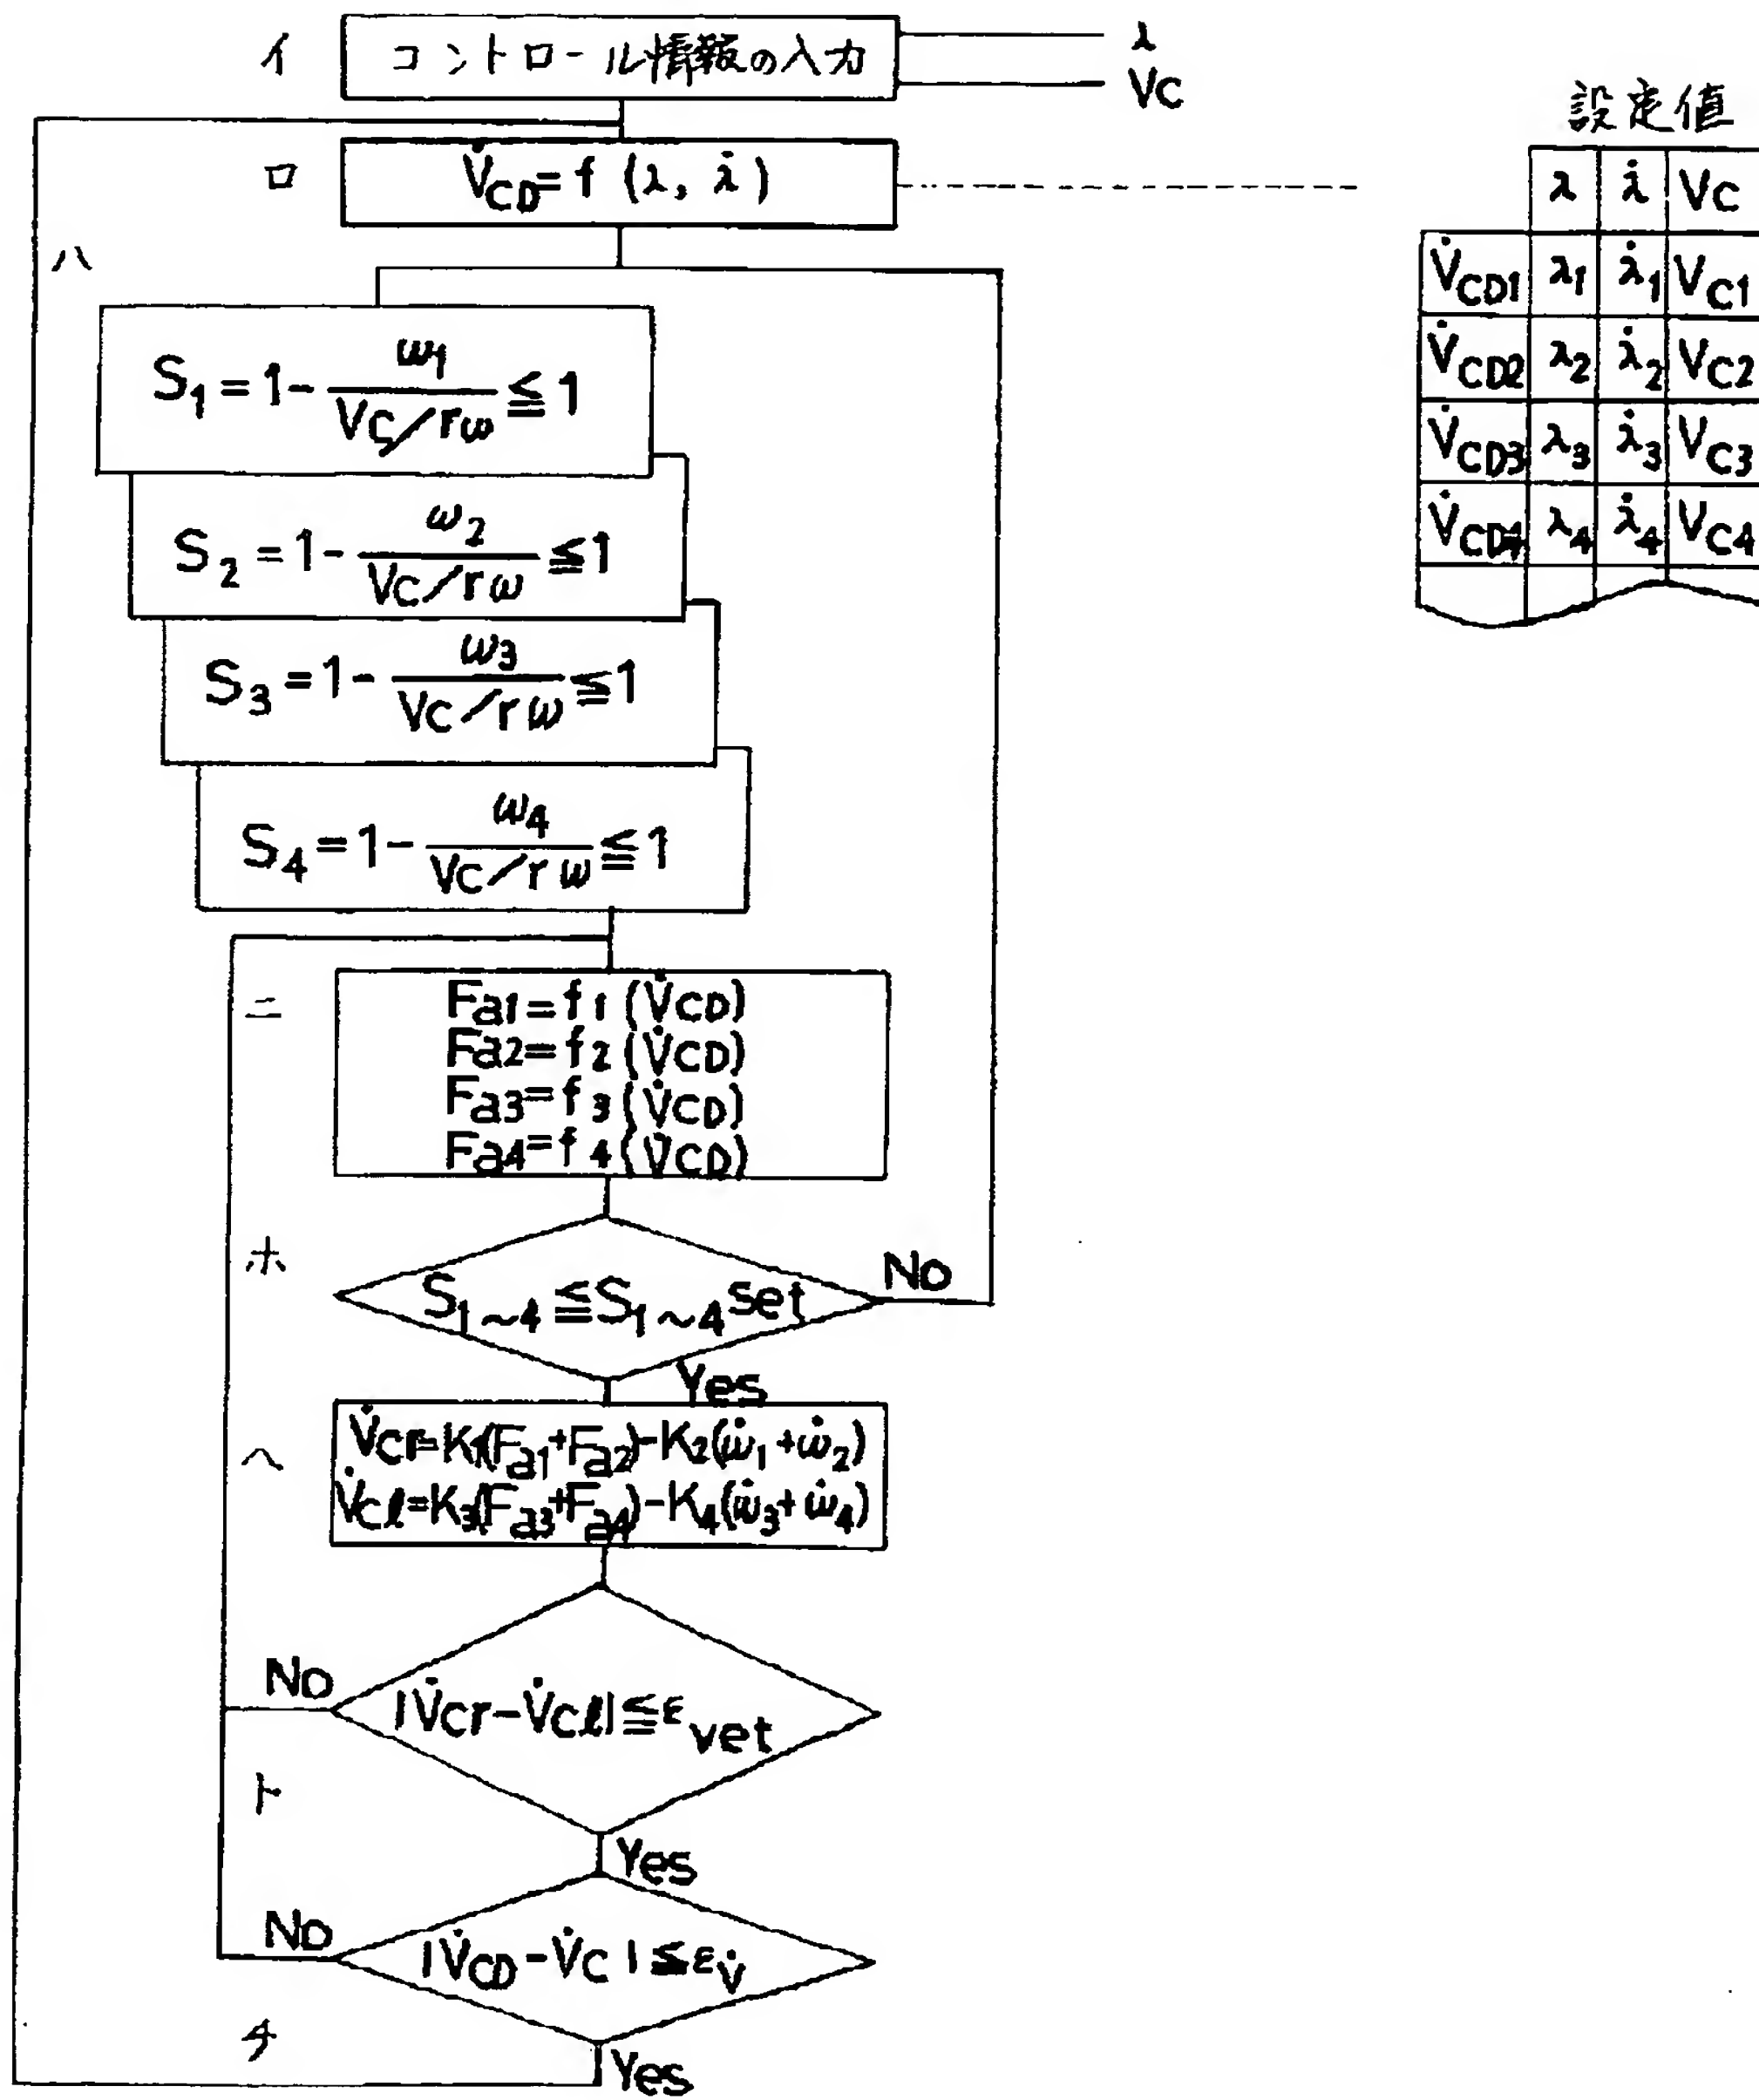 イ コントロール情報の入力 λ
VC
ロ V̇CD=f (λ, λ̇)
ハ
S1=1-ω1/(VC/rω)≦1
S2=1-ω2/(VC/rω)≦1
S3=1-ω3/(VC/rω)≦1
S4=1-ω4/(VC/rω)≦1
ニ Fa1=f1(V̇CD)
Fa2=f2(V̇CD)
Fa3=f3(V̇CD)
Fa4=f4(V̇CD)
ホ S1~4≦S1~4set No
Yes
ヘ V̇Cr=K1(Fa1+Fa2)-K2(ω̇1+ω̇2)
V̇Cℓ=K3(Fa3+Fa4)-K4(ω̇3+ω̇4)
No |V̇Cr-V̇Cℓ|≦εvet
ト
Yes
No |V̇CD-V̇C|≦εV̇
チ
Yes
設定値
λ λ̇ VC
V̇CD1 λ1 λ̇1 VC1
V̇CD2 λ2 λ̇2 VC2
V̇CD3 λ3 λ̇3 VC3
V̇CD4 λ4 λ̇4 VC4